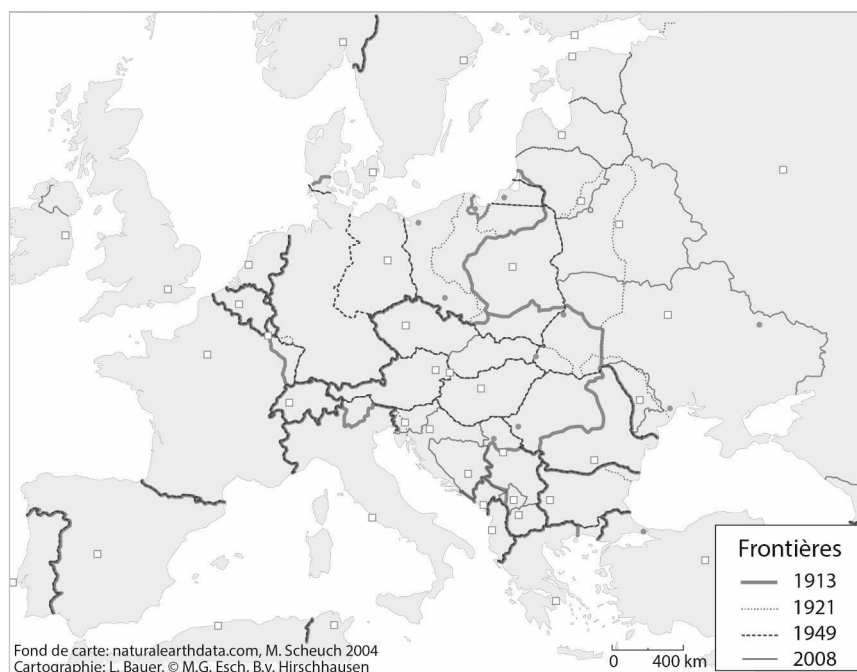 Frontières
1913
1921
1949
2008
0 400 km
Fond de carte: naturalearthdata.com, M. Scheuch 2004
Cartographie: L. Bauer, © M.G. Esch, B.v. Hirschhausen